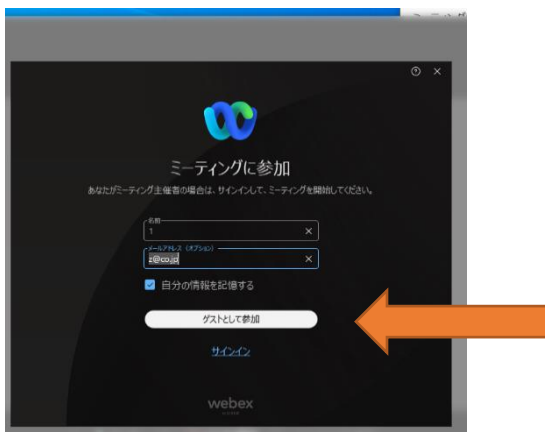 ミーティングに参加
あなたがミーティング主催者の場合は、サインインして、ミーティングを開始してください。
名前
1
メールアドレス (オプション)
z@co.jp
自分の情報を記憶する
ゲストとして参加
サインイン
webex